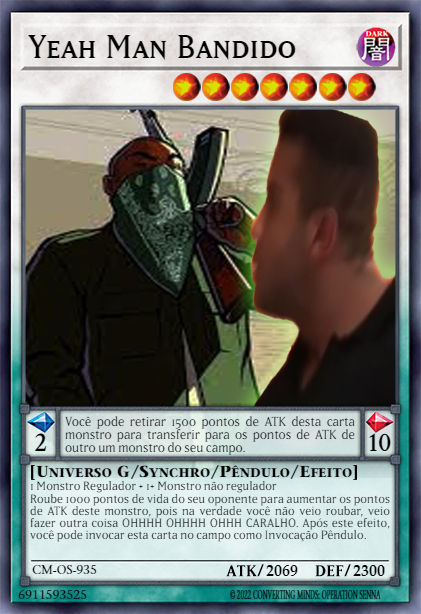 Yeah Man Bandido
DARK
闇
Você pode retirar 1500 pontos de ATK desta carta
monstro para transferir para os pontos de ATK de
outro um monstro do seu campo.
2
10
[Universo G/Synchro/Pêndulo/Efeito]
1 Monstro Regulador + 1+ Monstro não regulador
Roube 1000 pontos de vida do seu oponente para aumentar os pontos
de ATK deste monstro, pois na verdade você não veio roubar, veio
fazer outra coisa OHHHH OHHHH OHHH CARALHO. Após este efeito,
você pode invocar esta carta no campo como Invocação Pêndulo.
CM-OS-935
ATK/2069 DEF/2300
6911593525
©2022 CONVERTING MINDS: OPERATION SENNA